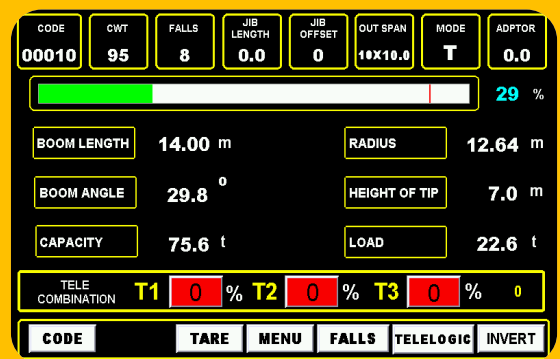 CODE CWT FALLS JIB LENGTH JIB OFFSET OUT SPAN MODE ADPTOR
00010 95 8 0.0 0 10X10.0 T 0.0
29 %
BOOM LENGTH 14.00 m RADIUS 12.64 m
BOOM ANGLE 29.8 o HEIGHT OF TIP 7.0 m
CAPACITY 75.6 t LOAD 22.6 t
TELE COMBINATION T1 0 % T2 0 % T3 0 % 0
CODE TARE MENU FALLS TELELOGIC INVERT